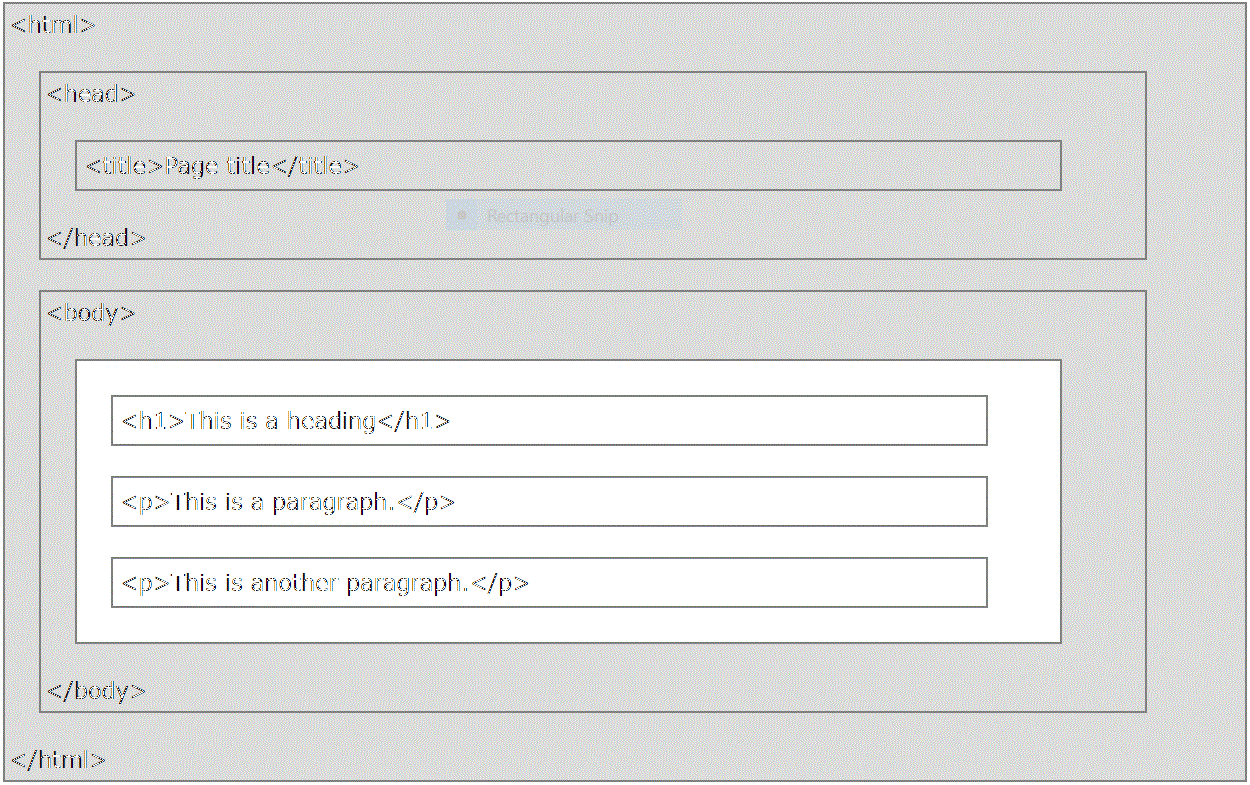 <html>
<head>
<title>Page title</title>
Rectangular Snip
</head>
<body>
<h1>This is a heading</h1>
<p>This is a paragraph.</p>
<p>This is another paragraph.</p>
</body>
</html>